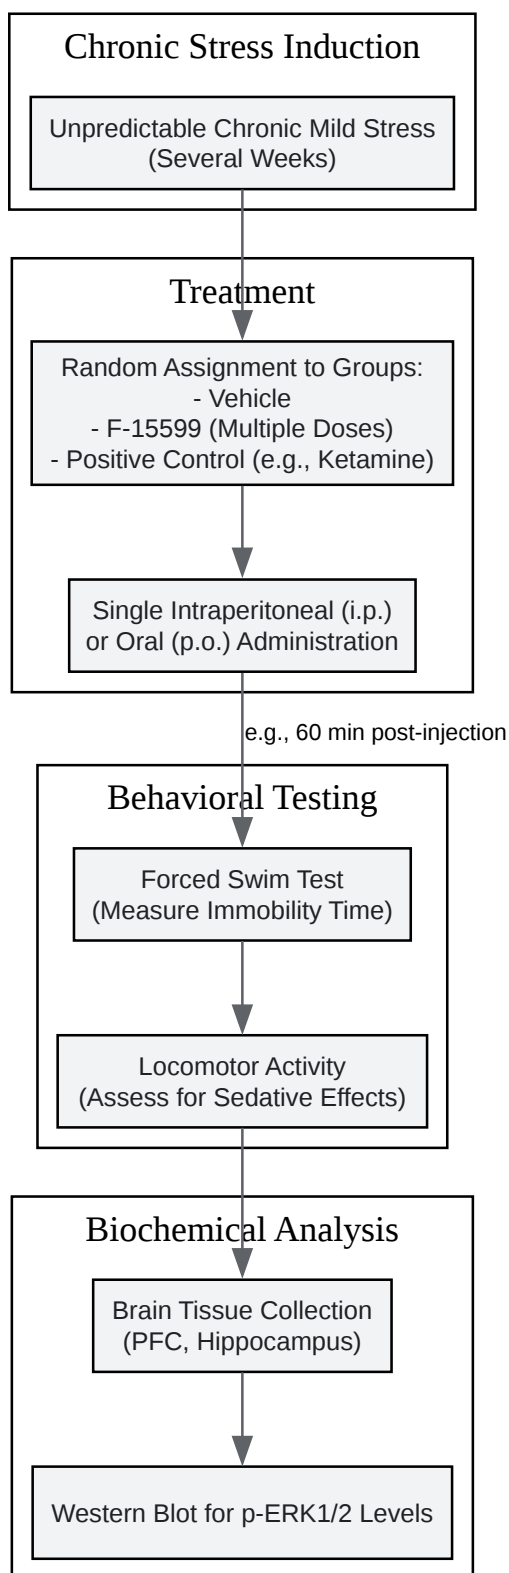 Chronic Stress Induction
Unpredictable Chronic Mild Stress
(Several Weeks)
Treatment
Random Assignment to Groups:
- Vehicle
- F-15599 (Multiple Doses)
- Positive Control (e.g., Ketamine)
Single Intraperitoneal (i.p.)
or Oral (p.o.) Administration
e.g., 60 min post-injection
Behavioral Testing
Forced Swim Test
(Measure Immobility Time)
Locomotor Activity
(Assess for Sedative Effects)
Biochemical Analysis
Brain Tissue Collection
(PFC, Hippocampus)
Western Blot for p-ERK1/2 Levels